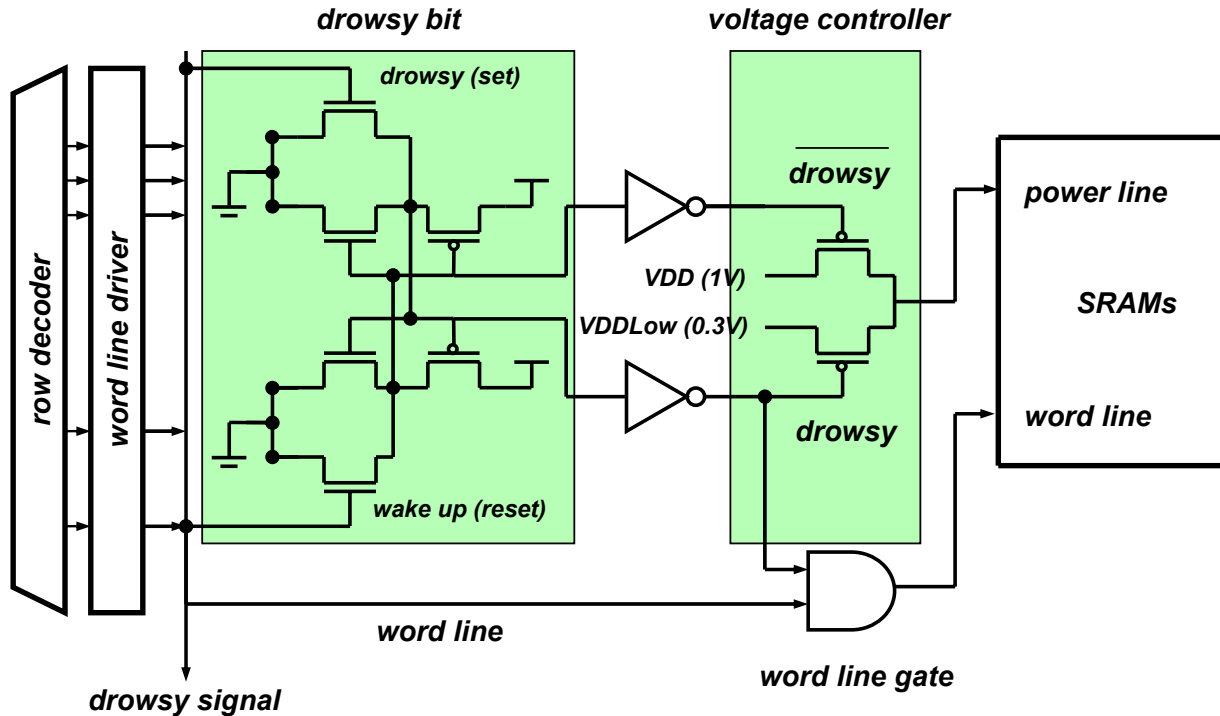 drowsy bit
voltage controller
drowsy (set)
drowsy
power line
VDD (1V)
SRAMs
VDDLow (0.3V)
row decoder
word line driver
word line
drowsy
wake up (reset)
word line
word line gate
drowsy signal